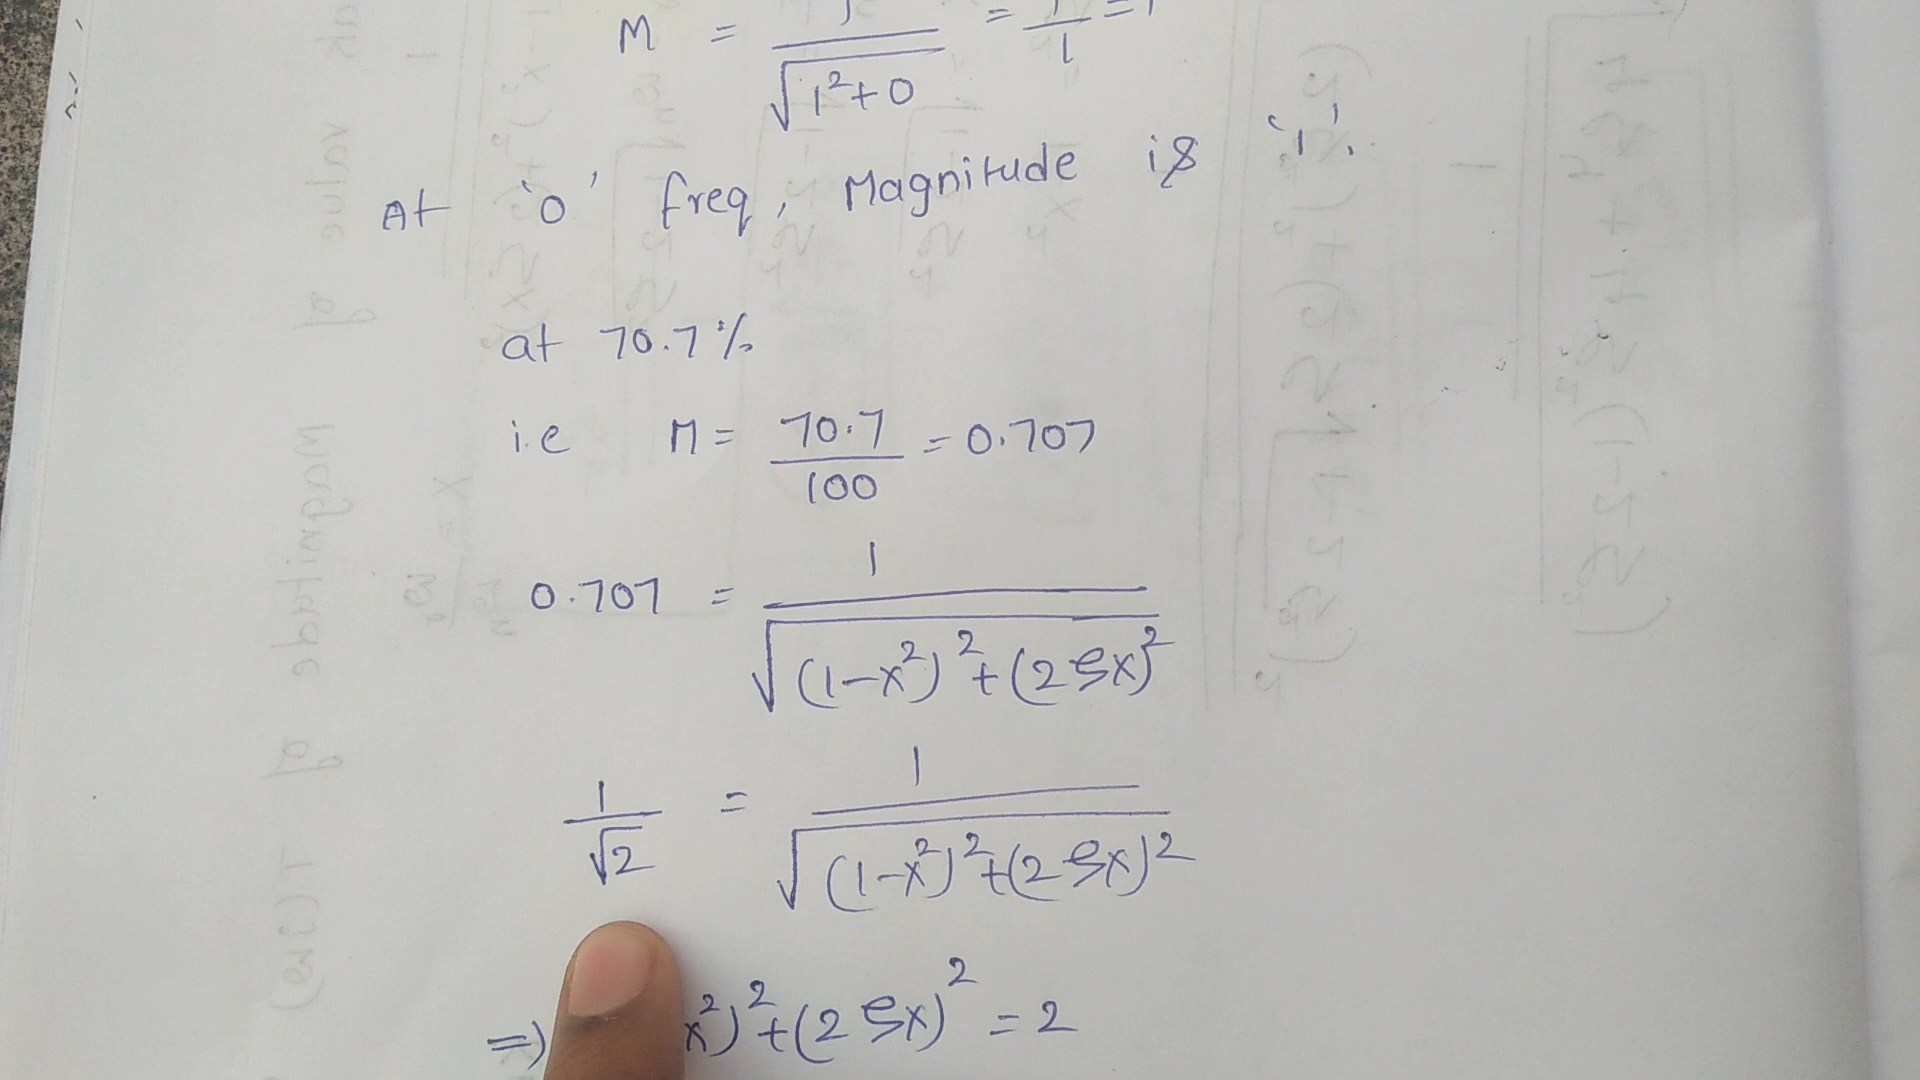 M = 1/√(1²+0) = 1/1 = 1
At '0' freq, Magnitude is '1'.
at 70.7%
i.e M = 70.7/100 = 0.707
0.707 = 1/√((1-x²)²+(2ξx)²)
1/√2 = 1/√((1-x²)²+(2ξx)²)
=) x²)²+(2ξx)² = 2